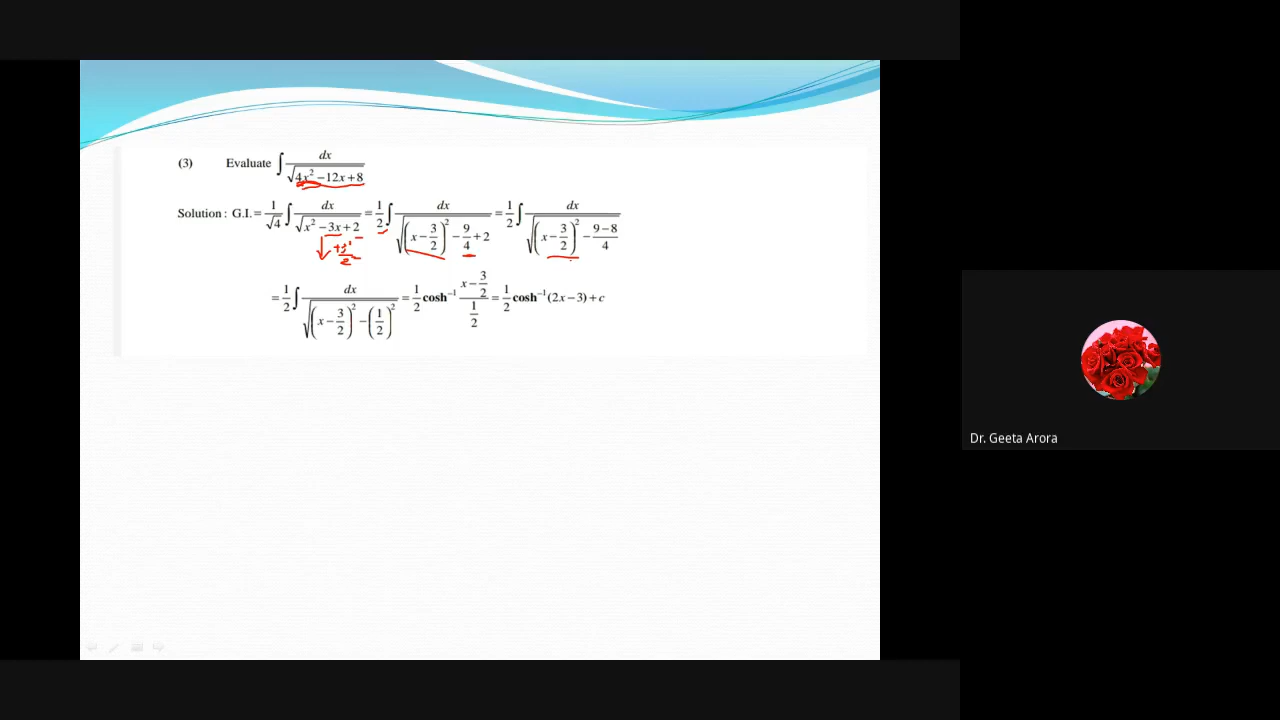 (3) Evaluate ∫ dx/√(4x² − 12x + 8)
Solution : G.I. = 1/√4 ∫ dx/√(x² − 3x + 2) = 1/2 ∫ dx/√((x − 3/2)² − 9/4 + 2) = 1/2 ∫ dx/√((x − 3/2)² − (9−8)/4)
= 1/2 ∫ dx/√((x − 3/2)² − (1/2)²) = 1/2 cosh⁻¹ (x − 3/2)/(1/2) = 1/2 cosh⁻¹(2x − 3) + c
Dr. Geeta Arora